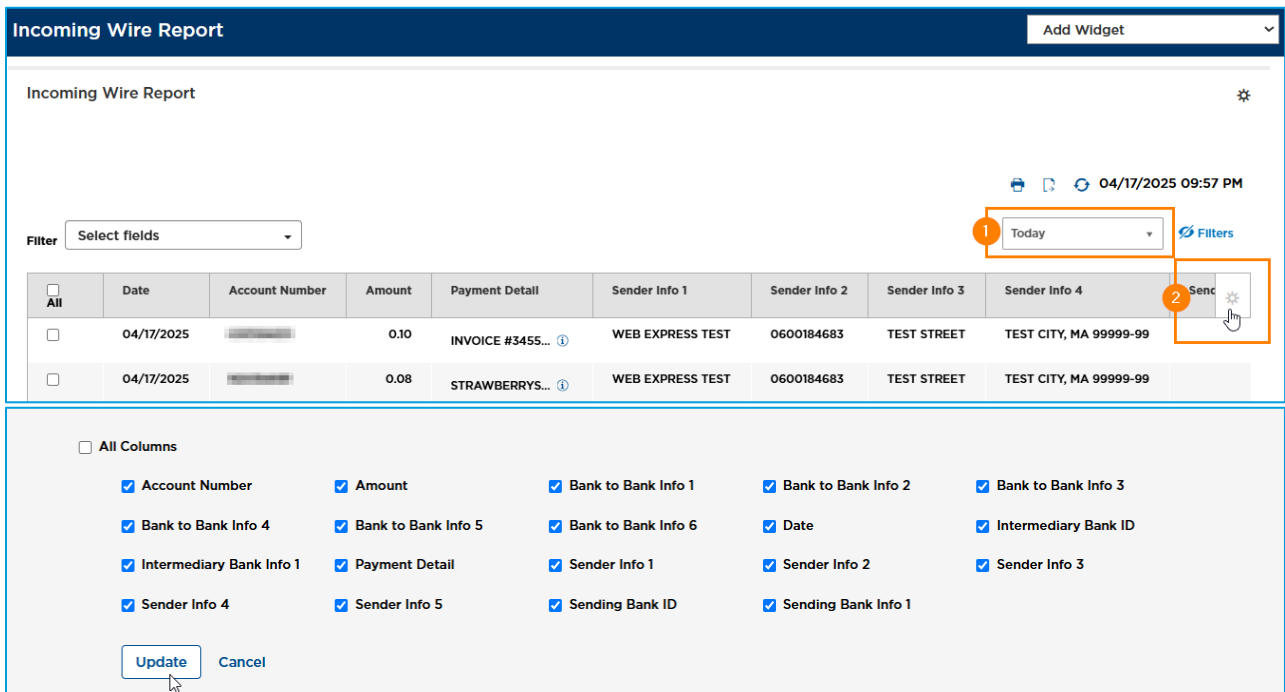 Incoming Wire Report
Add Widget
Incoming Wire Report
04/17/2025 09:57 PM
Filter
Select fields
1
Today
Filters
All
Date
Account Number
Amount
Payment Detail
Sender Info 1
Sender Info 2
Sender Info 3
Sender Info 4
2
Send
04/17/2025 0.10 INVOICE #3455... WEB EXPRESS TEST 0600184683 TEST STREET TEST CITY, MA 99999-99
04/17/2025 0.08 STRAWBERRYS... WEB EXPRESS TEST 0600184683 TEST STREET TEST CITY, MA 99999-99
All Columns
Account Number Amount Bank to Bank Info 1 Bank to Bank Info 2 Bank to Bank Info 3
Bank to Bank Info 4 Bank to Bank Info 5 Bank to Bank Info 6 Date Intermediary Bank ID
Intermediary Bank Info 1 Payment Detail Sender Info 1 Sender Info 2 Sender Info 3
Sender Info 4 Sender Info 5 Sending Bank ID Sending Bank Info 1
Update Cancel